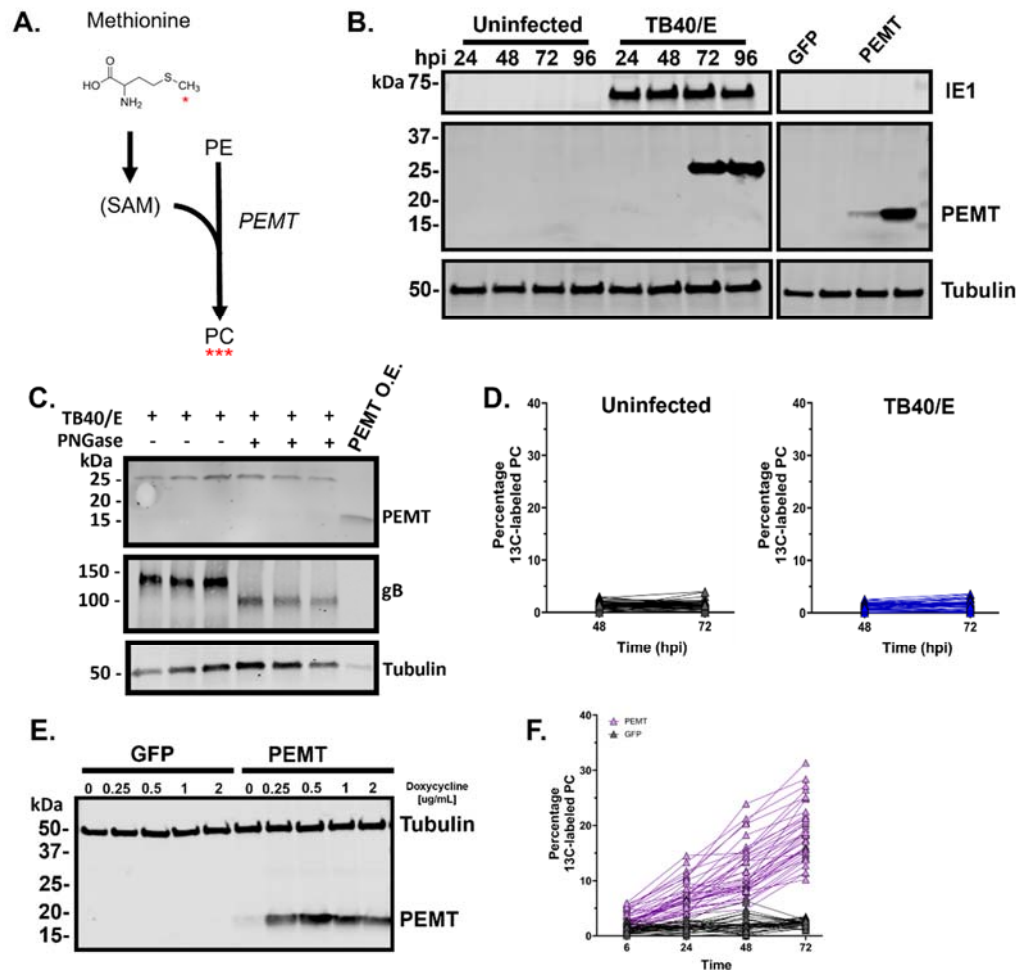 A.
Methionine
O
HO
S
CH3
NH2
*
PE
(SAM)
PEMT
PC
***
B.
Uninfected TB40/E
hpi 24 48 72 96 24 48 72 96 GFP PEMT
kDa 75- IE1
37-
25-
20- PEMT
15-
50- Tubulin
C.
TB40/E + + + + + + PEMT O.E.
PNGase - - - + + +
kDa
25 -
20 -
15 - PEMT
150 -
gB
100 -
50 - Tubulin
D.
Uninfected
Percentage
13C-labeled PC
40
30
20
10
0
48 72
Time (hpi)
TB40/E
Percentage
13C-labeled PC
40
30
20
10
0
48 72
Time (hpi)
E.
GFP PEMT
0 0.25 0.5 1 2 0 0.25 0.5 1 2 Doxycycline
[ug/mL]
kDa
50- Tubulin
37-
25-
20- PEMT
15-
F.
PEMT
GFP
Percentage
13C-labeled PC
40
30
20
10
0
6 24 48 72
Time